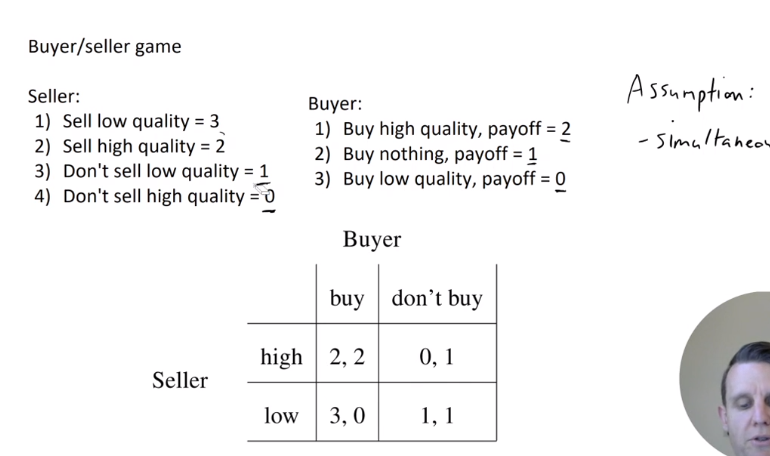 Buyer/seller game
Seller:
1) Sell low quality = 3
2) Sell high quality = 2
3) Don't sell low quality = 1
4) Don't sell high quality = 0
Buyer:
1) Buy high quality, payoff = 2
2) Buy nothing, payoff = 1
3) Buy low quality, payoff = 0
Assumption:
- simultaneou
Buyer
buy don't buy
Seller
high 2, 2 0, 1
low 3, 0 1, 1